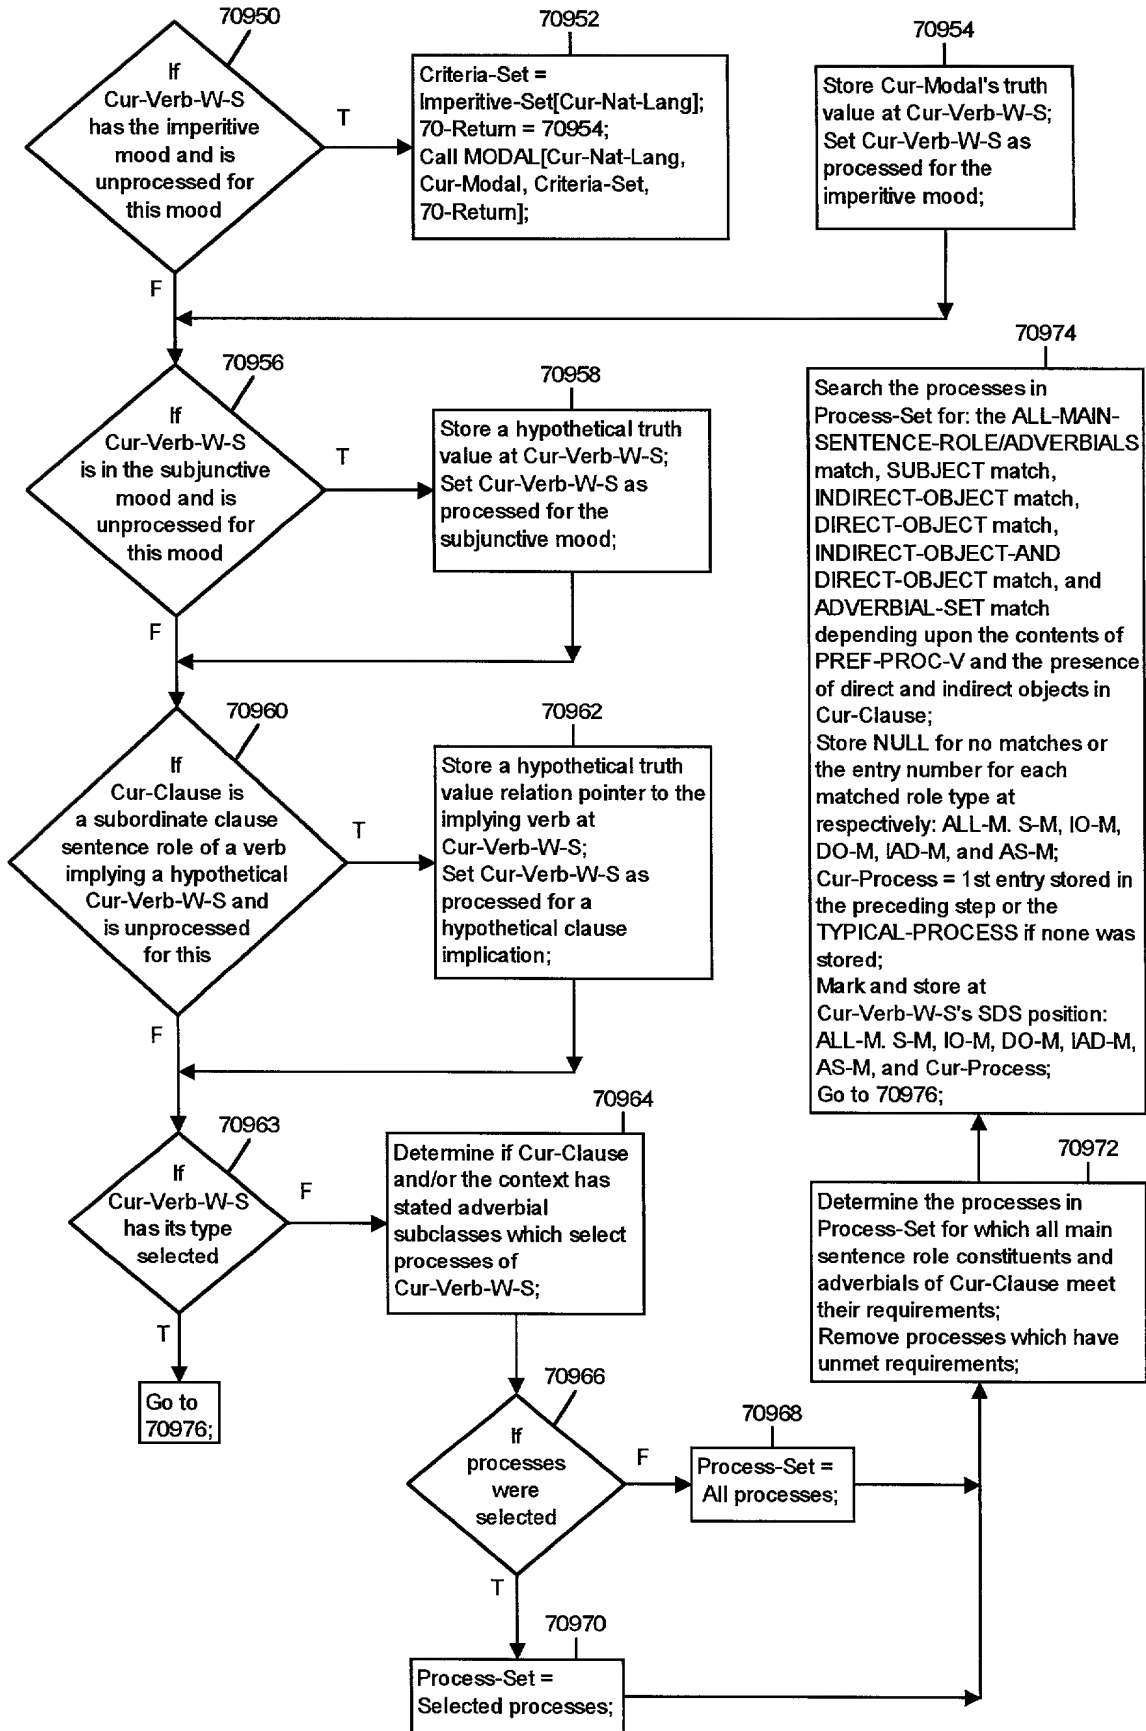 70950
If
Cur-Verb-W-S
has the imperitive
mood and is
unprocessed for
this mood
T
F
70952
Criteria-Set =
Imperitive-Set[Cur-Nat-Lang];
70-Return = 70954;
Call MODAL[Cur-Nat-Lang,
Cur-Modal, Criteria-Set,
70-Return];
70954
Store Cur-Modal's truth
value at Cur-Verb-W-S;
Set Cur-Verb-W-S as
processed for the
imperitive mood;
70956
If
Cur-Verb-W-S
is in the subjunctive
mood and is
unprocessed for
this mood
T
F
70958
Store a hypothetical truth
value at Cur-Verb-W-S;
Set Cur-Verb-W-S as
processed for the
subjunctive mood;
70960
If
Cur-Clause is
a subordinate clause
sentence role of a verb
implying a hypothetical
Cur-Verb-W-S and
is unprocessed
for this
T
F
70962
Store a hypothetical truth
value relation pointer to the
implying verb at
Cur-Verb-W-S;
Set Cur-Verb-W-S as
processed for a
hypothetical clause
implication;
70963
If
Cur-Verb-W-S
has its type
selected
F
T
Go to
70976;
70964
Determine if Cur-Clause
and/or the context has
stated adverbial
subclasses which select
processes of
Cur-Verb-W-S;
70966
If
processes
were
selected
F
T
70968
Process-Set =
All processes;
70970
Process-Set =
Selected processes;
70972
Determine the processes in
Process-Set for which all main
sentence role constituents and
adverbials of Cur-Clause meet
their requirements;
Remove processes which have
unmet requirements;
70974
Search the processes in
Process-Set for: the ALL-MAIN-
SENTENCE-ROLE/ADVERBIALS
match, SUBJECT match,
INDIRECT-OBJECT match,
DIRECT-OBJECT match,
INDIRECT-OBJECT-AND
DIRECT-OBJECT match, and
ADVERBIAL-SET match
depending upon the contents of
PREF-PROC-V and the presence
of direct and indirect objects in
Cur-Clause;
Store NULL for no matches or
the entry number for each
matched role type at
respectively: ALL-M. S-M, IO-M,
DO-M, IAD-M, and AS-M;
Cur-Process = 1st entry stored in
the preceding step or the
TYPICAL-PROCESS if none was
stored;
Mark and store at
Cur-Verb-W-S's SDS position:
ALL-M. S-M, IO-M, DO-M, IAD-M,
AS-M, and Cur-Process;
Go to 70976;